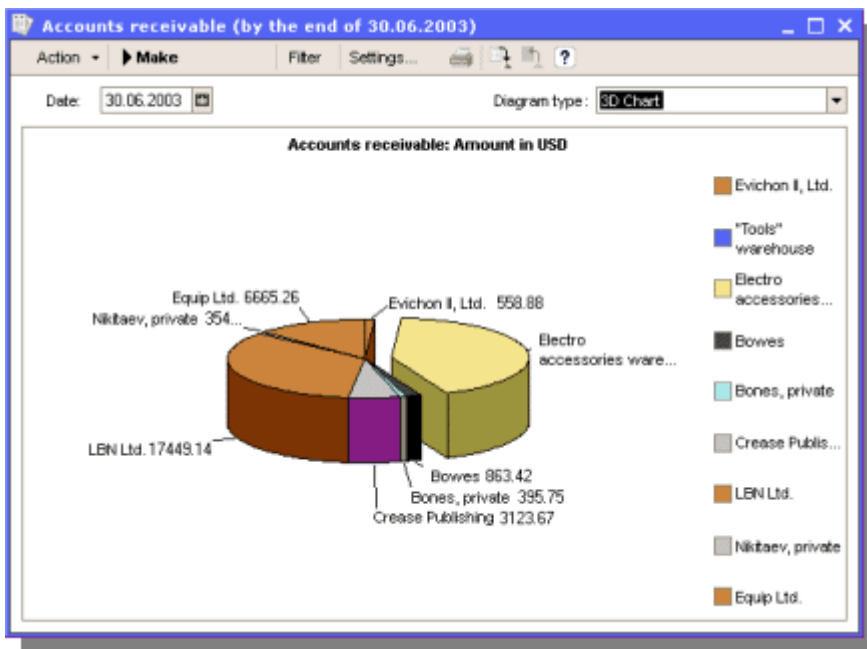 Accounts receivable (by the end of 30.06.2003)
Action Make Filter Settings... ?
Date: 30.06.2003 Diagram type: 3D Chart
Accounts receivable: Amount in USD
Evichon II, Ltd.
"Tools"
warehouse
Electro
accessories...
Bowes
Bones, private
Crease Publis...
LBN Ltd.
Nikitaev, private
Equip Ltd.
Equip Ltd. 6665.26
Nikitaev, private 354...
Evichon II, Ltd. 558.88
Electro
accessories ware...
LBN Ltd. 17449.14
Bowes 863.42
Bones, private 395.75
Crease Publishing 3123.67